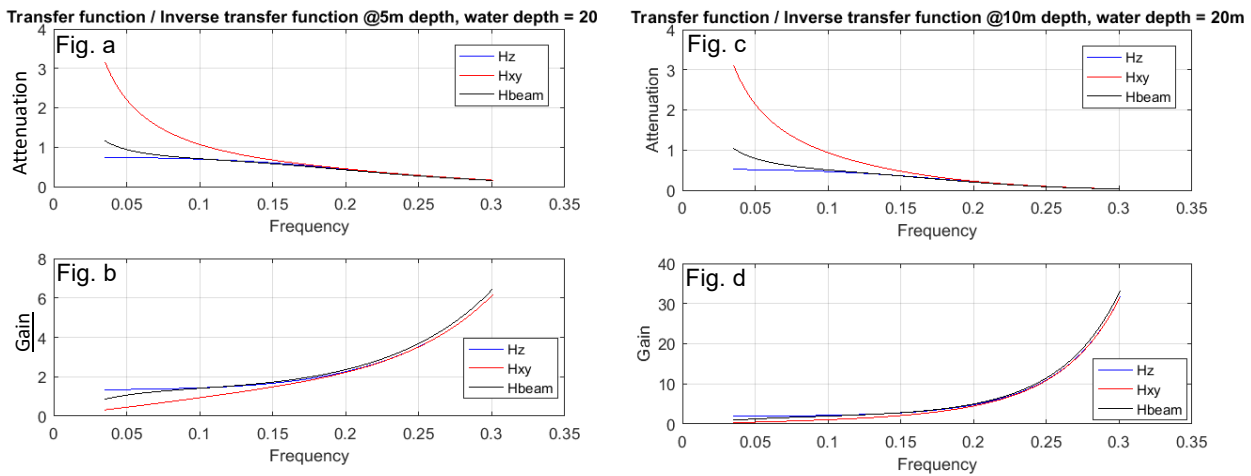 Transfer function / Inverse transfer function @5m depth, water depth = 20
Fig. a
4
3
2
1
0
Attenuation
Hz
Hxy
Hbeam
0 0.05 0.1 0.15 0.2 0.25 0.3 0.35
Frequency
Fig. b
8
6
4
2
0
Gain
Hz
Hxy
Hbeam
0 0.05 0.1 0.15 0.2 0.25 0.3 0.35
Frequency
Transfer function / Inverse transfer function @10m depth, water depth = 20m
Fig. c
4
3
2
1
0
Attenuation
Hz
Hxy
Hbeam
0 0.05 0.1 0.15 0.2 0.25 0.3 0.35
Frequency
Fig. d
40
30
20
10
0
Gain
Hz
Hxy
Hbeam
0 0.05 0.1 0.15 0.2 0.25 0.3 0.35
Frequency